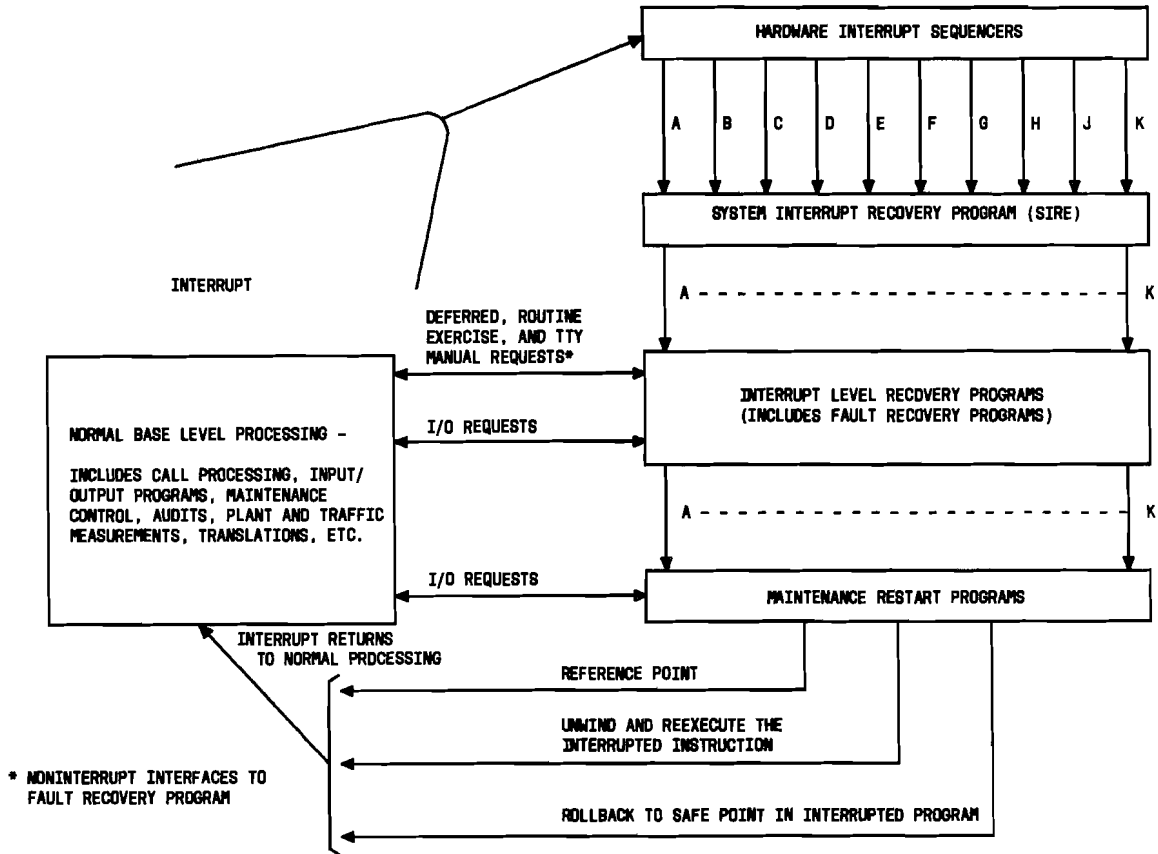 HARDWARE INTERRUPT SEQUENCERS
A B C D E F G H J K
SYSTEM INTERRUPT RECOVERY PROGRAM (SIRE)
INTERRUPT
A K
DEFERRED, ROUTINE
EXERCISE, AND TTY
MANUAL REQUESTS*
INTERRUPT LEVEL RECOVERY PROGRAMS
(INCLUDES FAULT RECOVERY PROGRAMS)
I/O REQUESTS
NORMAL BASE LEVEL PROCESSING -
INCLUDES CALL PROCESSING, INPUT/
OUTPUT PROGRAMS, MAINTENANCE
CONTROL, AUDITS, PLANT AND TRAFFIC
MEASUREMENTS, TRANSLATIONS, ETC.
A K
I/O REQUESTS
MAINTENANCE RESTART PROGRAMS
INTERRUPT RETURNS
TO NORMAL PROCESSING
REFERENCE POINT
UNWIND AND REEXECUTE THE
INTERRUPTED INSTRUCTION
* NONINTERRUPT INTERFACES TO
FAULT RECOVERY PROGRAM
ROLLBACK TO SAFE POINT IN INTERRUPTED PROGRAM